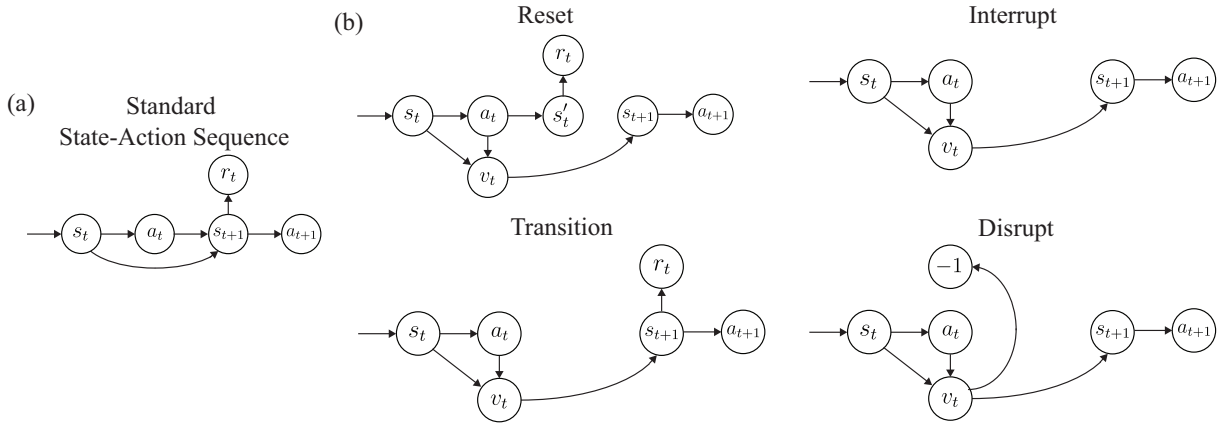 (a)
Standard
State-Action Sequence
r_t
s_t a_t s_{t+1} a_{t+1}
(b)
Reset
r_t
s_t a_t s'_t s_{t+1} a_{t+1}
v_t
Interrupt
s_t a_t s_{t+1} a_{t+1}
v_t
Transition
r_t
s_t a_t s_{t+1} a_{t+1}
v_t
Disrupt
−1
s_t a_t s_{t+1} a_{t+1}
v_t